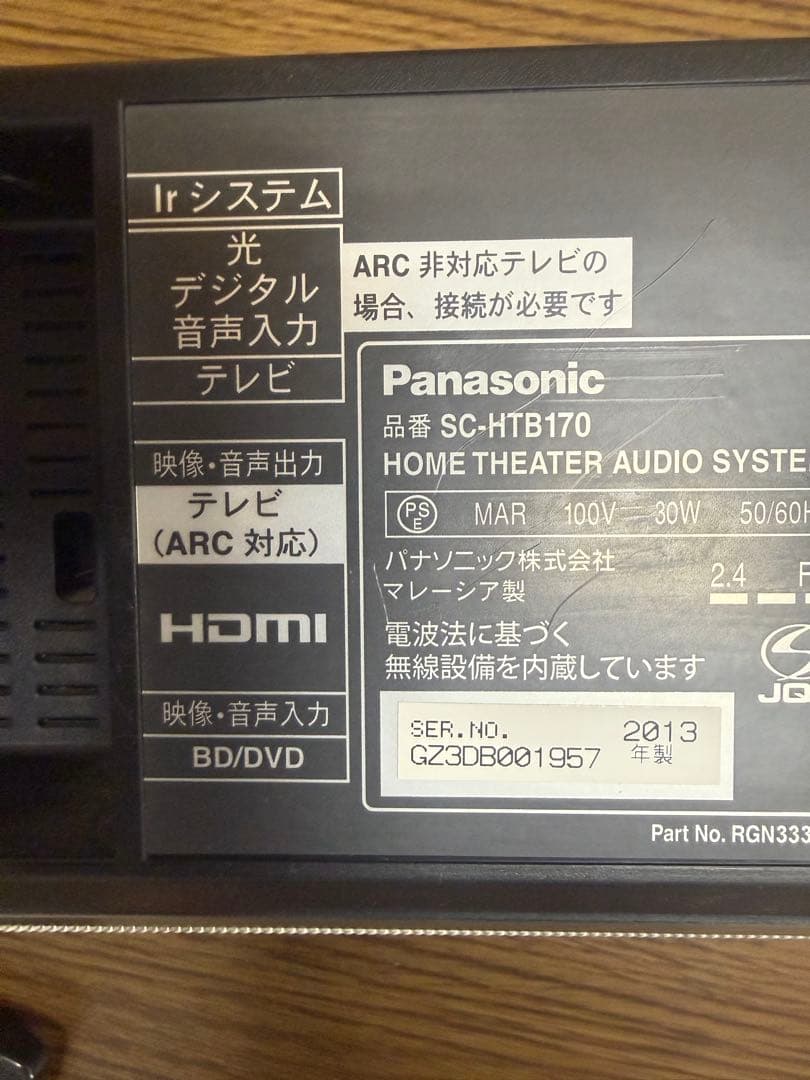 Ir システム
光
デジタル
音声入力
テレビ
ARC 非対応テレビの
場合、接続が必要です
映像・音声出力
テレビ
(ARC 対応)
HDMI
映像・音声入力
BD/DVD
Panasonic
品番 SC-HTB170
HOME THEATER AUDIO SYSTE
PSE MAR 100V 30W 50/60H
パナソニック株式会社
マレーシア製
2.4 F
電波法に基づく
無線設備を内蔵しています
JQ
SER.NO. 2013
GZ3DB001957 年製
Part No. RGN333